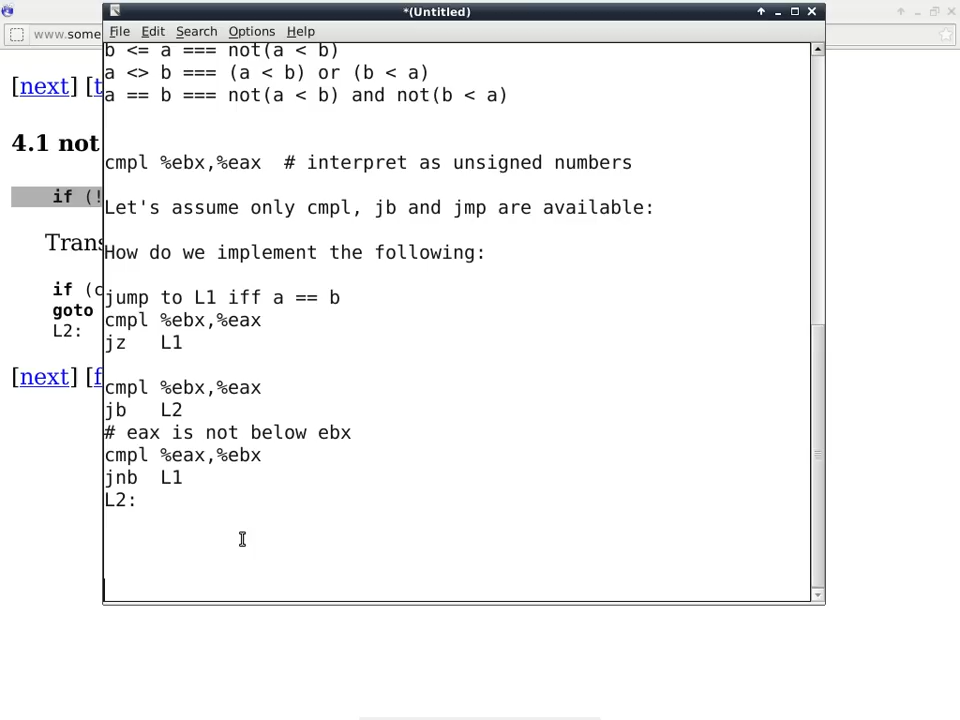 *(Untitled)
File Edit Search Options Help
www.some
[next] [t
4.1 not
if (!
Trans
if (c
goto
L2:
[next] [f
b <= a === not(a < b)
a <> b === (a < b) or (b < a)
a == b === not(a < b) and not(b < a)
cmpl %ebx,%eax  # interpret as unsigned numbers
Let's assume only cmpl, jb and jmp are available:
How do we implement the following:
jump to L1 iff a == b
cmpl %ebx,%eax
jz   L1
cmpl %ebx,%eax
jb   L2
# eax is not below ebx
cmpl %eax,%ebx
jnb  L1
L2: